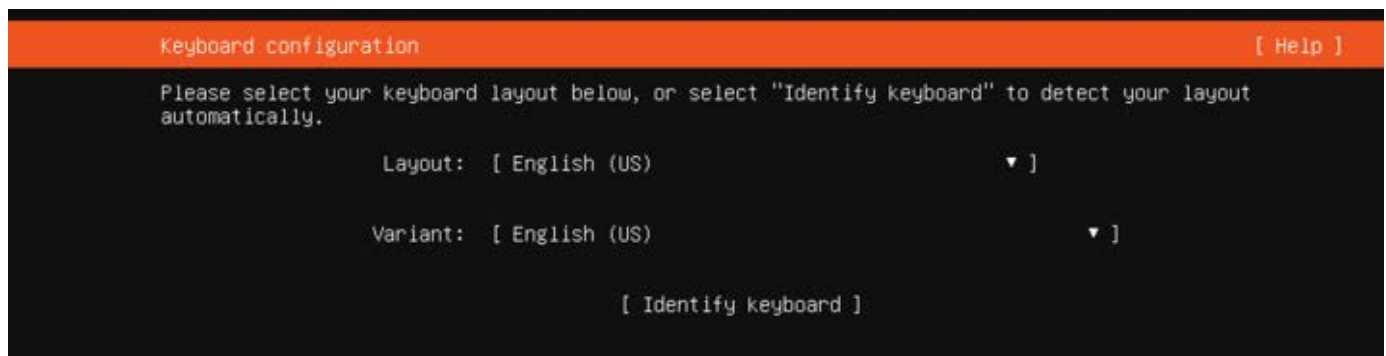 Keyboard configuration [ Help ]
Please select your keyboard layout below, or select "Identify keyboard" to detect your layout
automatically.
Layout: [ English (US) ▾ ]
Variant: [ English (US) ▾ ]
[ Identify keyboard ]